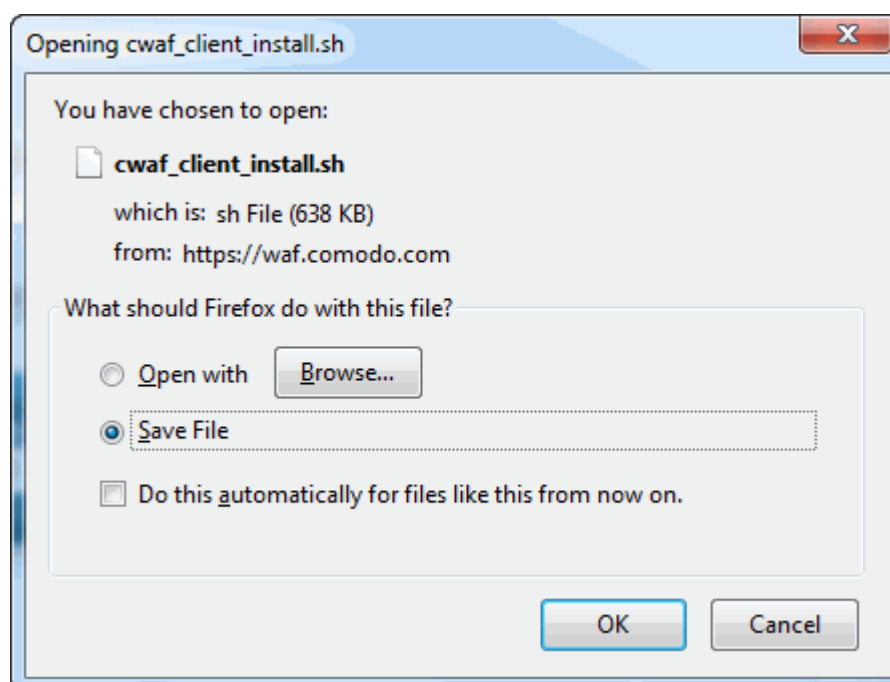 Opening cwaf_client_install.sh
You have chosen to open:
cwaf_client_install.sh
which is: sh File (638 KB)
from: https://waf.comodo.com
What should Firefox do with this file?
Open with Browse...
Save File
Do this automatically for files like this from now on.
OK Cancel